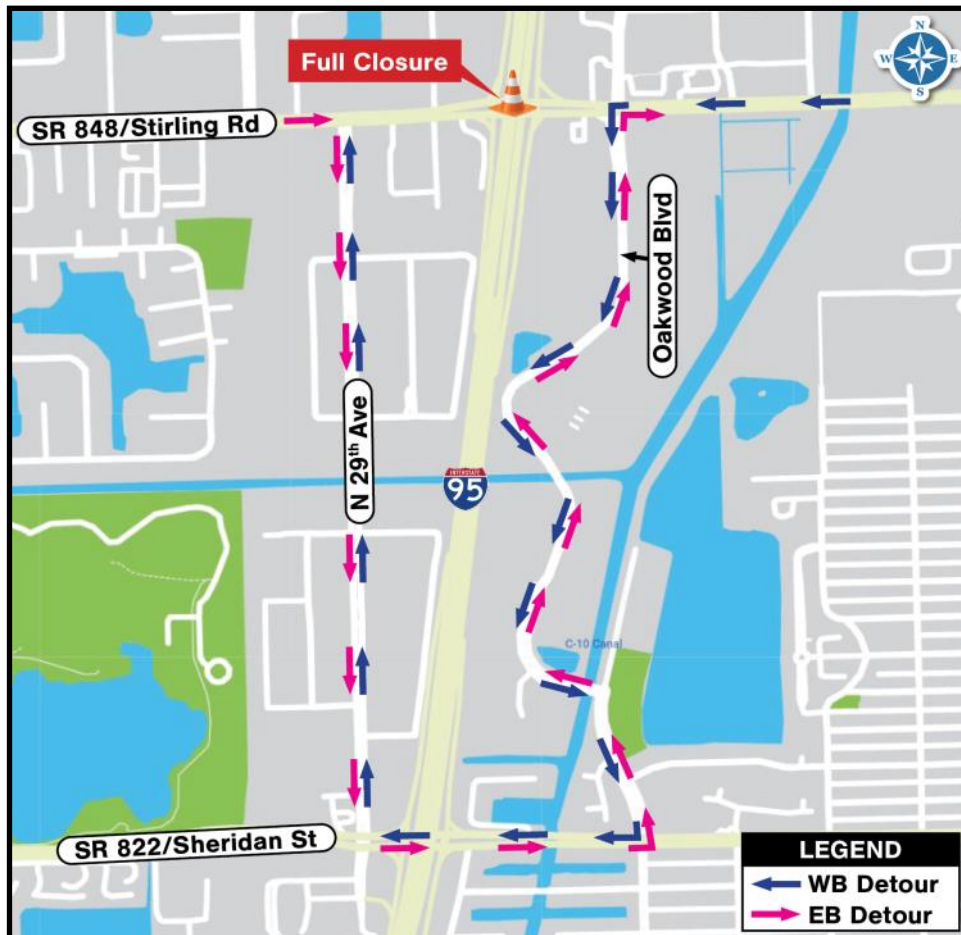 N
W E
S
Full Closure
SR 848/Stirling Rd
Oakwood Blvd
N 29th Ave
INTERSTATE
95
C-10 Canal
SR 822/Sheridan St
LEGEND
WB Detour
EB Detour